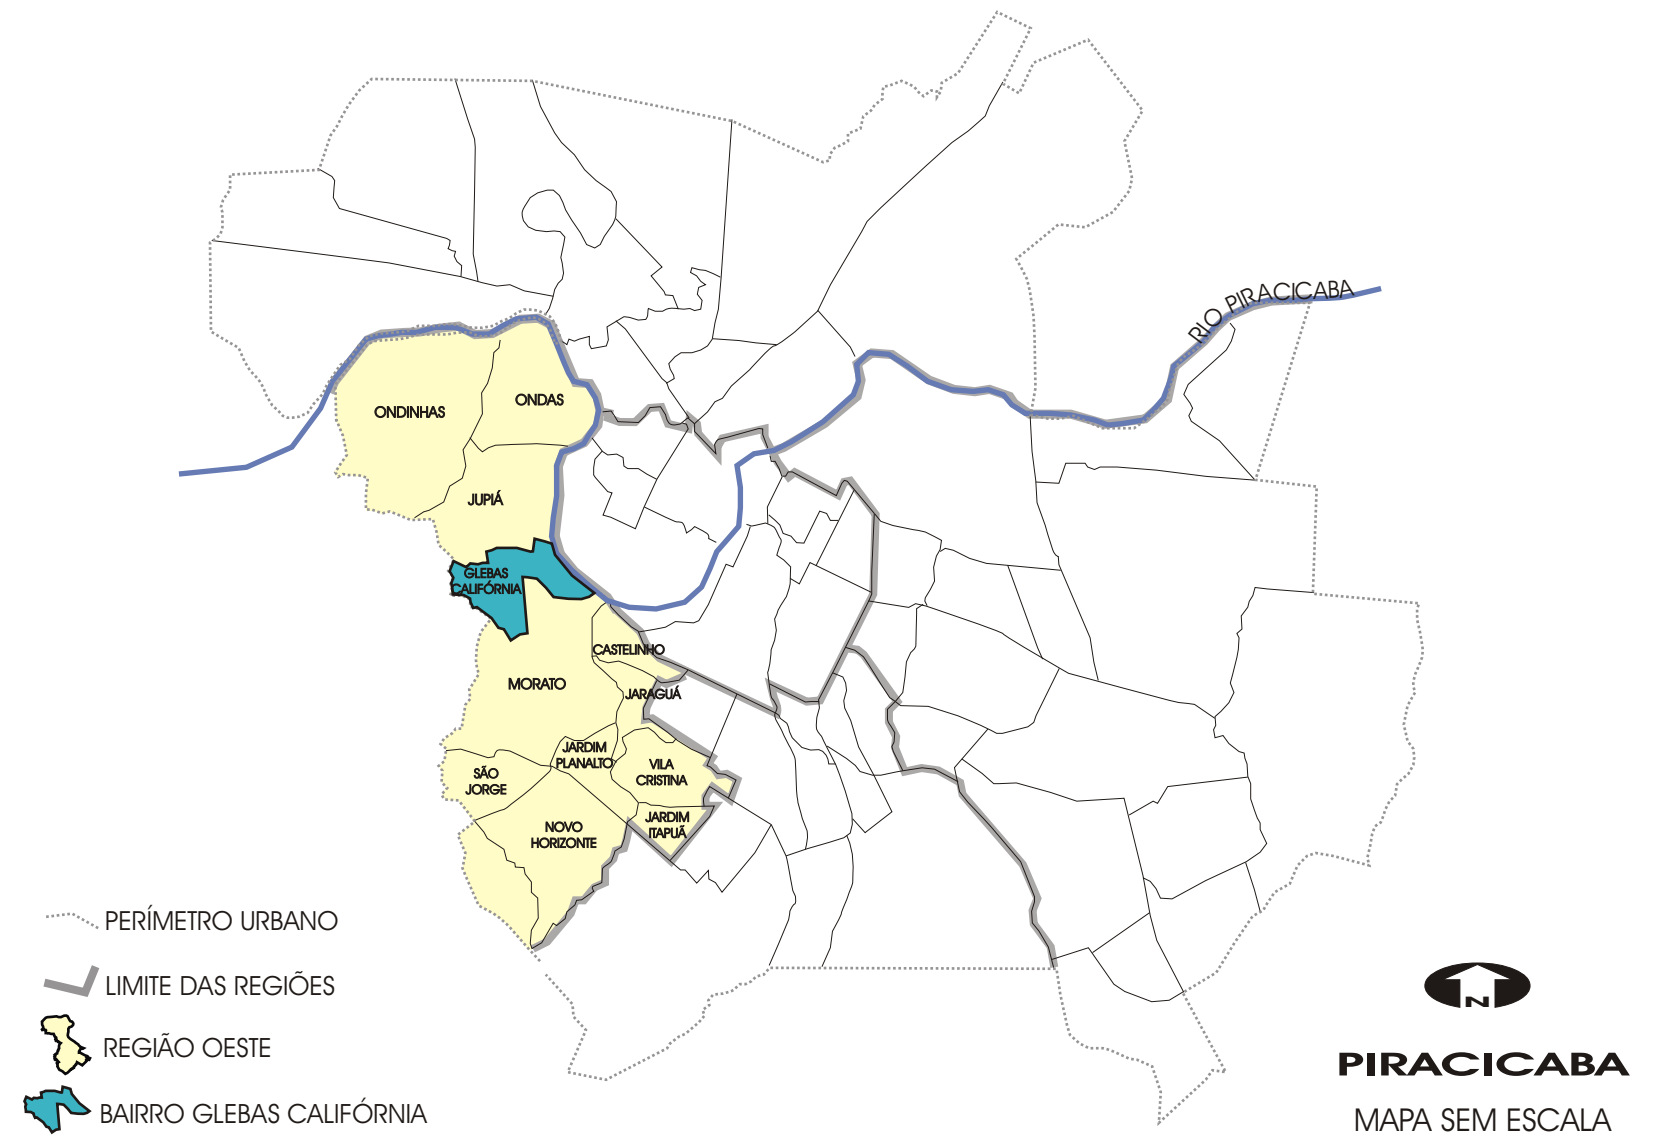 RIO PIRACICABA
ONDAS
ONDINHAS
JUPIÁ
GLEBAS
CALIFÓRNIA
CASTELINHO
MORATO
JARAGUÁ
JARDIM
PLANALTO
VILA
CRISTINA
SÃO
JORGE
JARDIM
ITAPUÃ
NOVO
HORIZONTE
PERÍMETRO URBANO
LIMITE DAS REGIÕES
REGIÃO OESTE
BAIRRO GLEBAS CALIFÓRNIA
N
PIRACICABA
MAPA SEM ESCALA